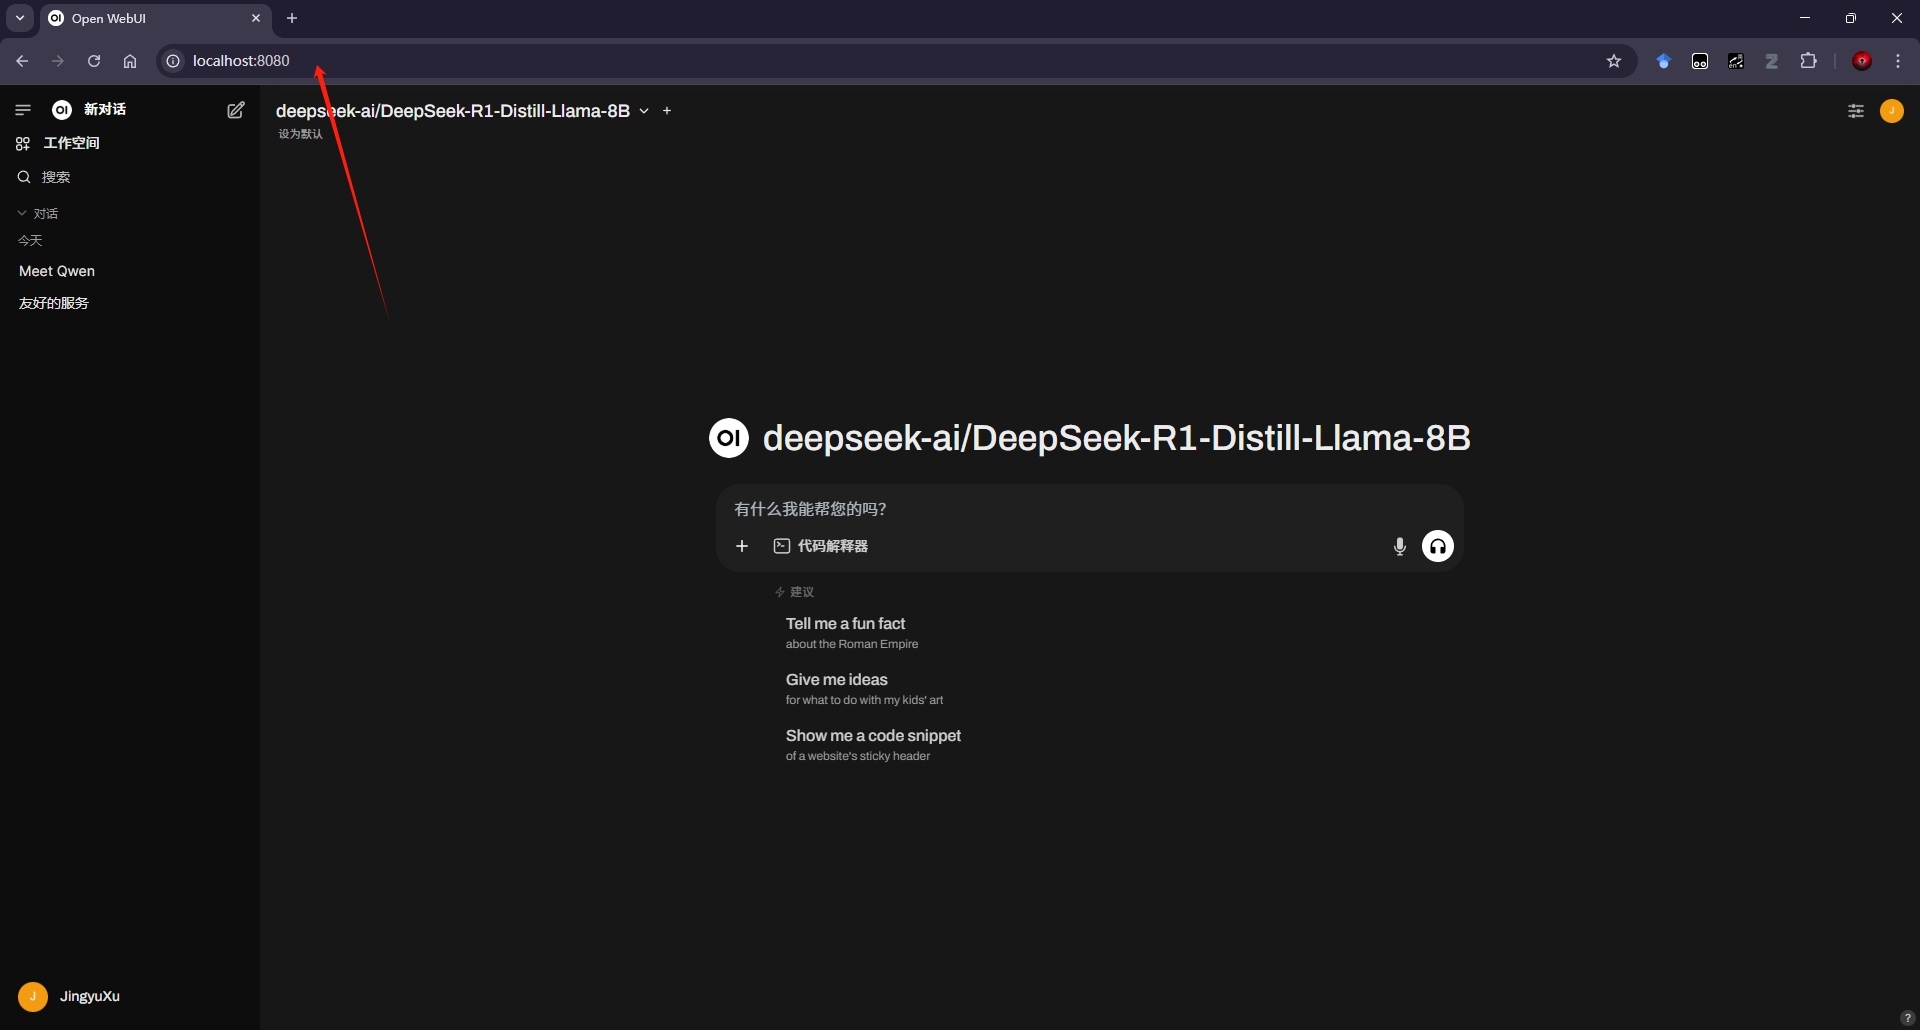 Open WebUI
localhost:8080
OI 新对话
工作空间
搜索
对话
今天
Meet Qwen
友好的服务
JingyuXu
J
deepseek-ai/DeepSeek-R1-Distill-Llama-8B
设为默认
J
OI deepseek-ai/DeepSeek-R1-Distill-Llama-8B
有什么我能帮您的吗?
代码解释器
建议
Tell me a fun fact
about the Roman Empire
Give me ideas
for what to do with my kids' art
Show me a code snippet
of a website's sticky header
?